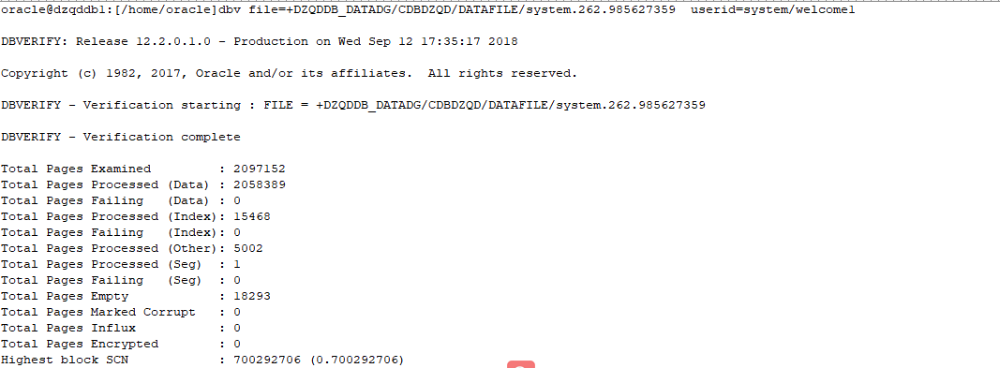 oracle@dzqddb1:[/home/oracle]dbv file=+DZQDDB_DATADG/CDBDZQD/DATAFILE/system.262.985627359  userid=system/welcome1
DBVERIFY: Release 12.2.0.1.0 - Production on Wed Sep 12 17:35:17 2018
Copyright (c) 1982, 2017, Oracle and/or its affiliates.  All rights reserved.
DBVERIFY - Verification starting : FILE = +DZQDDB_DATADG/CDBDZQD/DATAFILE/system.262.985627359
DBVERIFY - Verification complete
Total Pages Examined         : 2097152
Total Pages Processed (Data) : 2058389
Total Pages Failing   (Data) : 0
Total Pages Processed (Index): 15468
Total Pages Failing   (Index): 0
Total Pages Processed (Other): 5002
Total Pages Processed (Seg)  : 1
Total Pages Failing   (Seg)  : 0
Total Pages Empty            : 18293
Total Pages Marked Corrupt   : 0
Total Pages Influx           : 0
Total Pages Encrypted        : 0
Highest block SCN            : 700292706 (0.700292706)